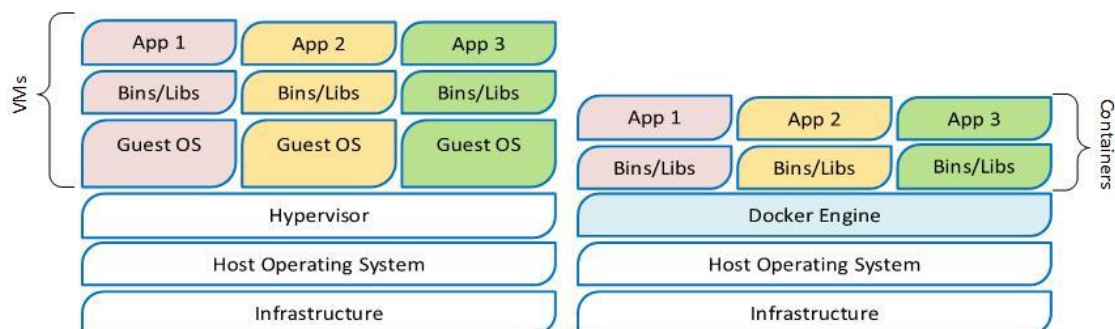 VMs
App 1
App 2
App 3
Bins/Libs
Bins/Libs
Bins/Libs
Guest OS
Guest OS
Guest OS
Hypervisor
Host Operating System
Infrastructure
App 1
App 2
App 3
Bins/Libs
Bins/Libs
Bins/Libs
Containers
Docker Engine
Host Operating System
Infrastructure